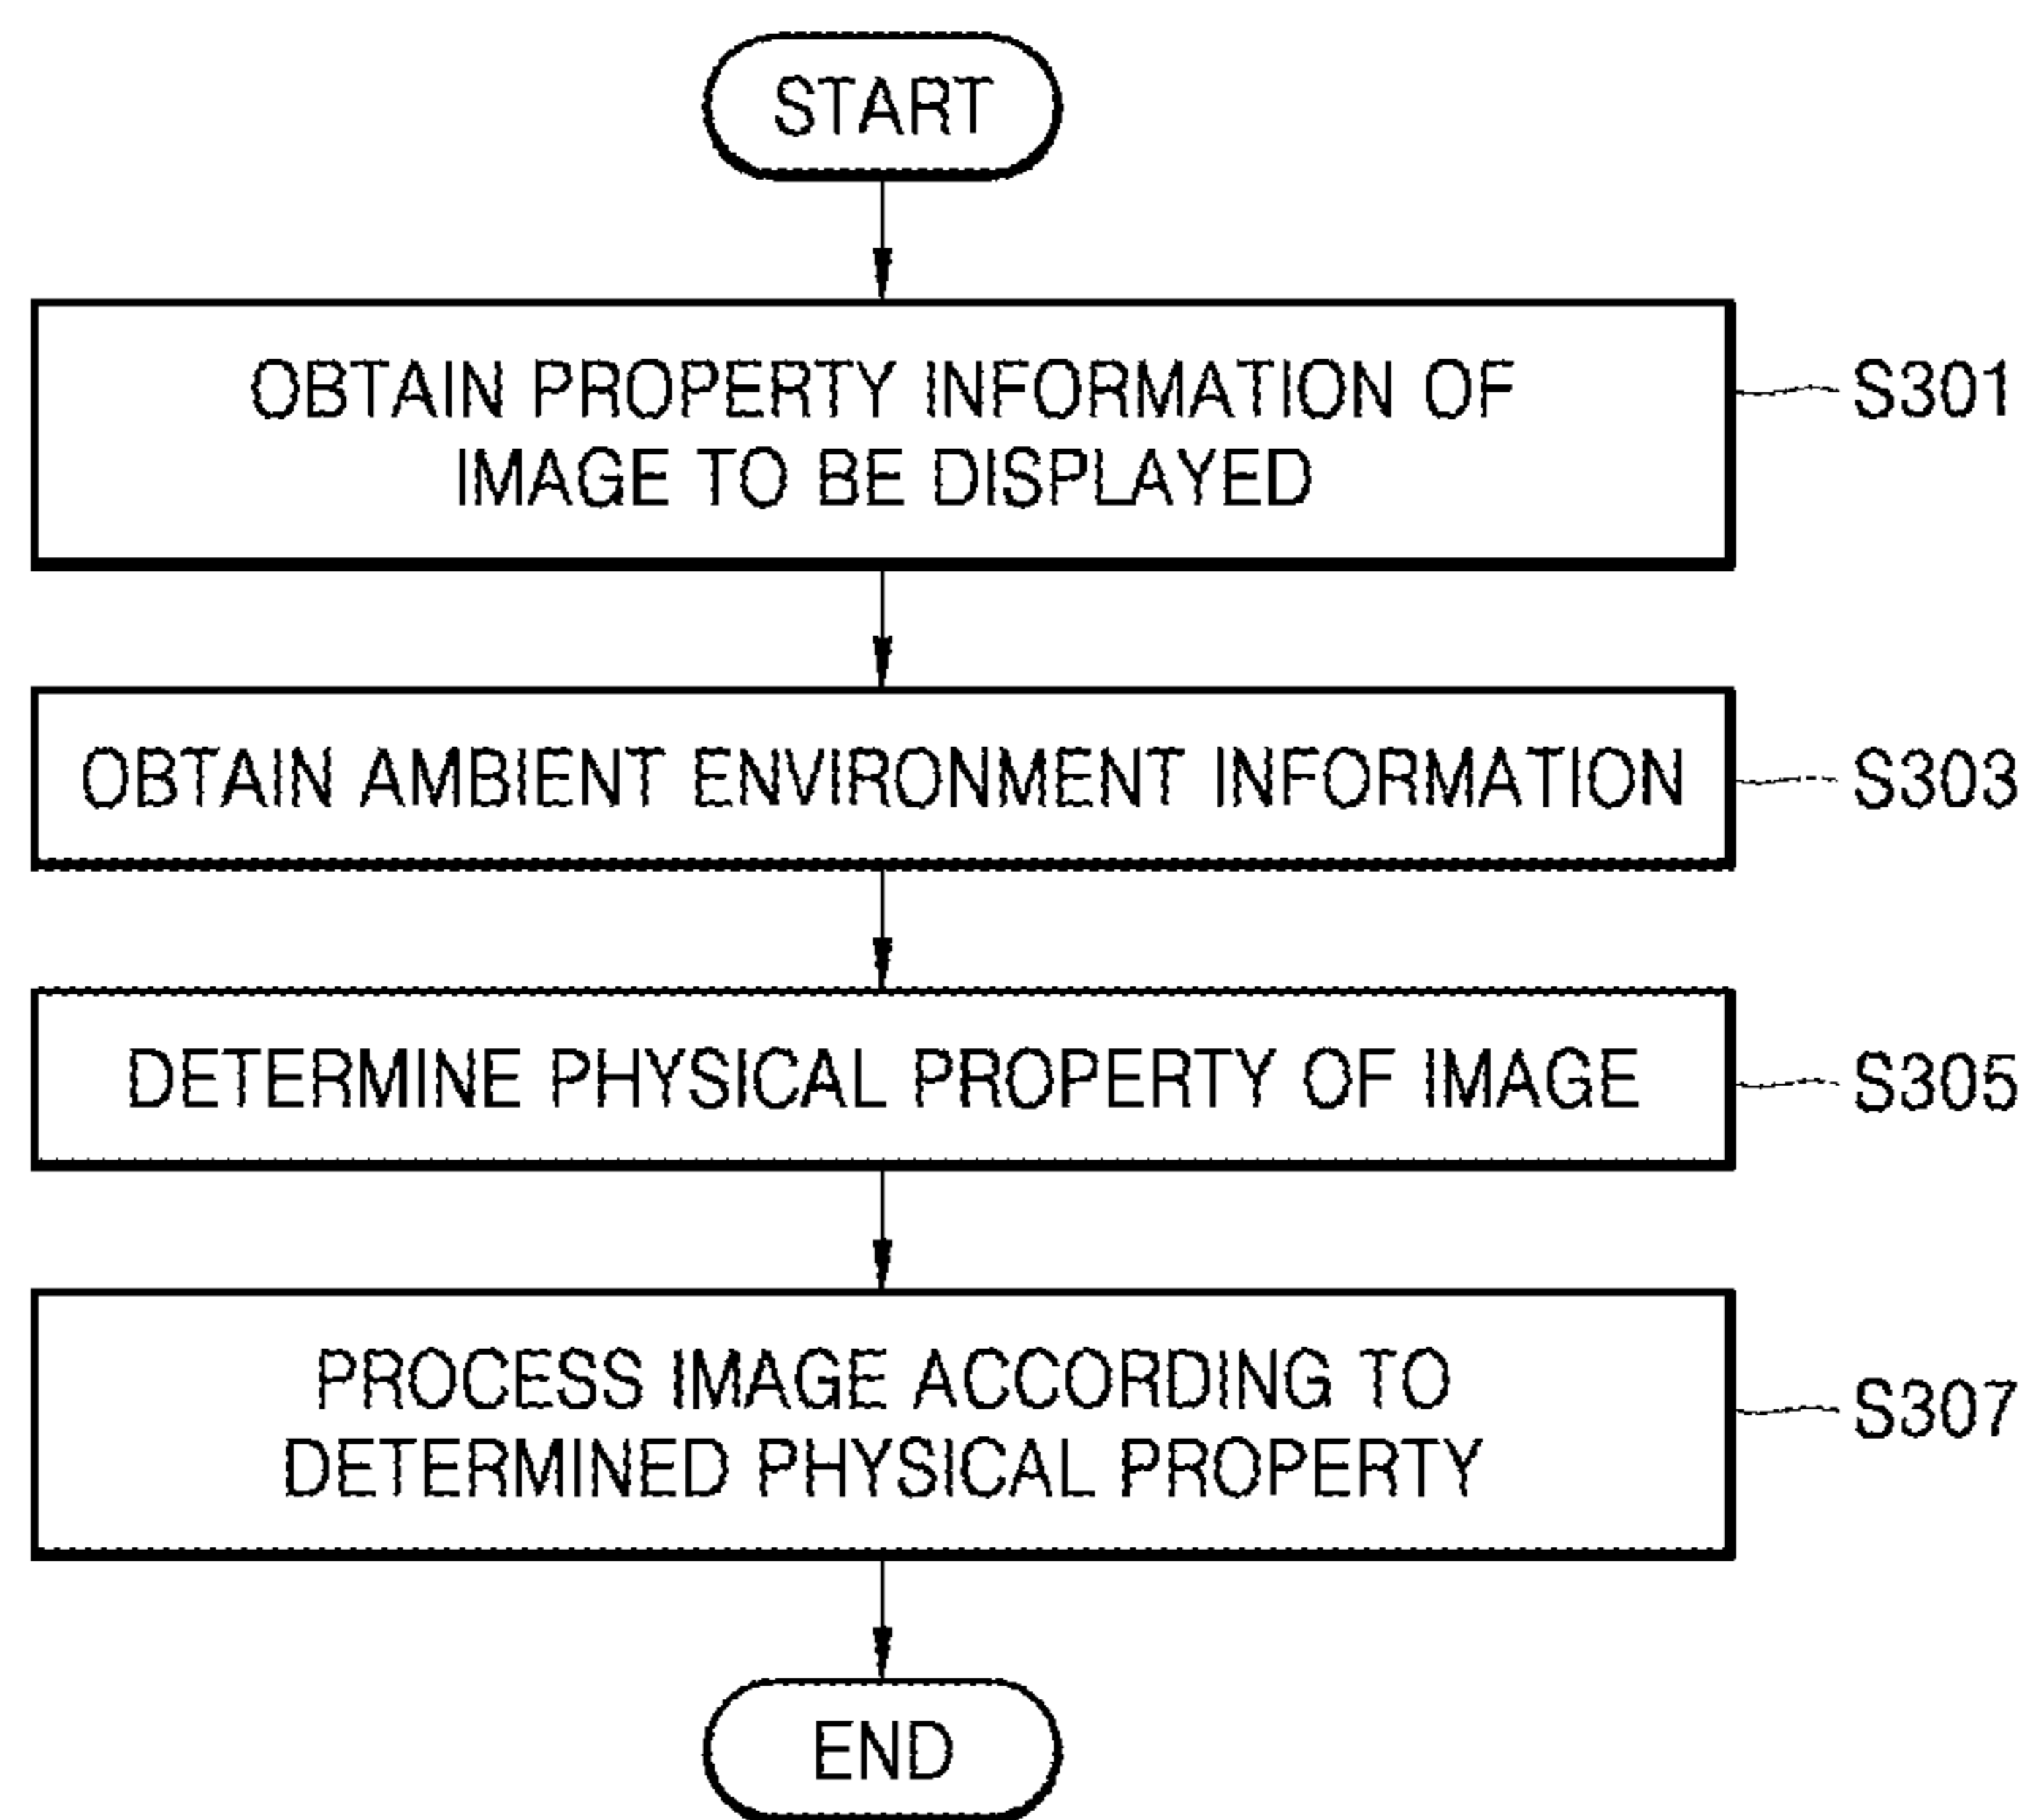 START
OBTAIN PROPERTY INFORMATION OF
IMAGE TO BE DISPLAYED
S301
OBTAIN AMBIENT ENVIRONMENT INFORMATION
S303
DETERMINE PHYSICAL PROPERTY OF IMAGE
S305
PROCESS IMAGE ACCORDING TO
DETERMINED PHYSICAL PROPERTY
S307
END